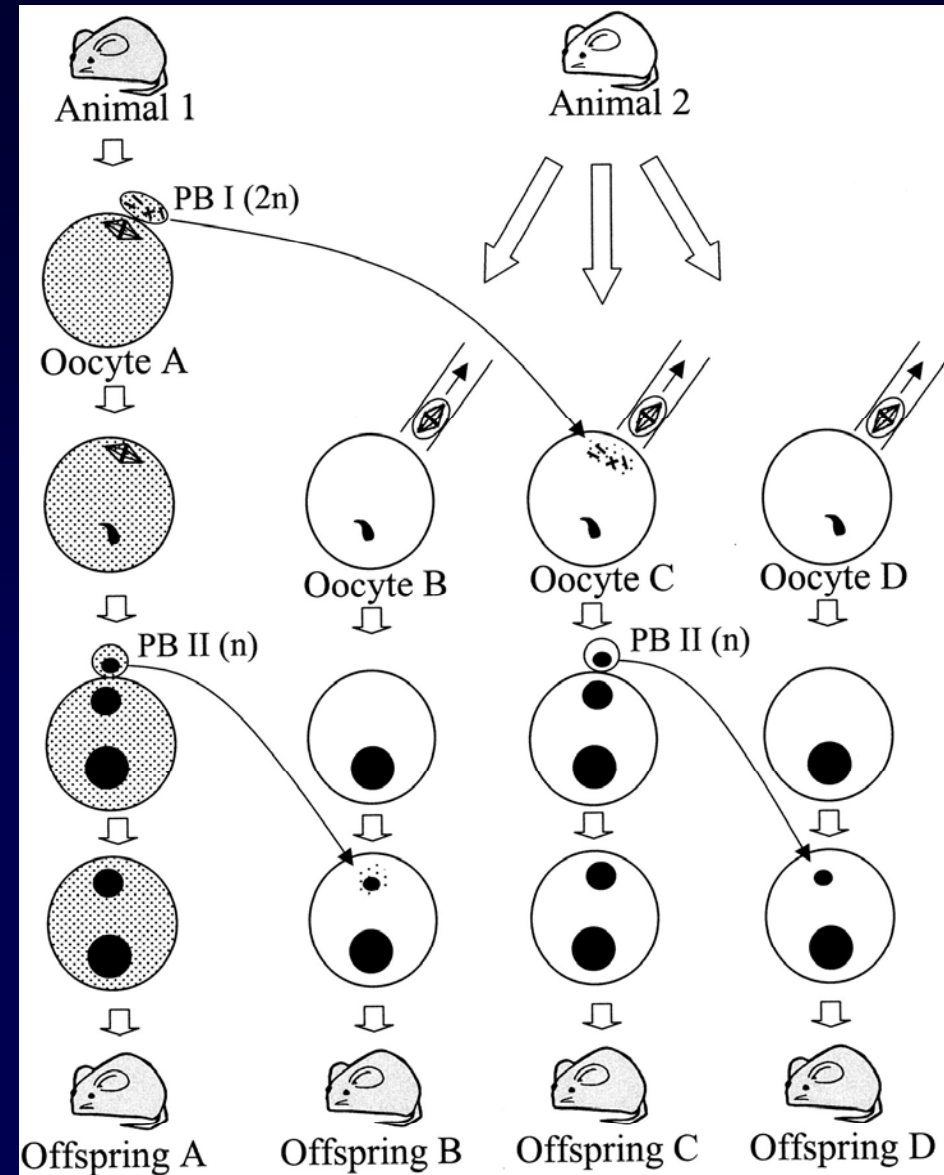 Animal 1
Animal 2
PB I (2n)
Oocyte A
Oocyte B
Oocyte C
Oocyte D
PB II (n)
PB II (n)
Offspring A
Offspring B
Offspring C
Offspring D